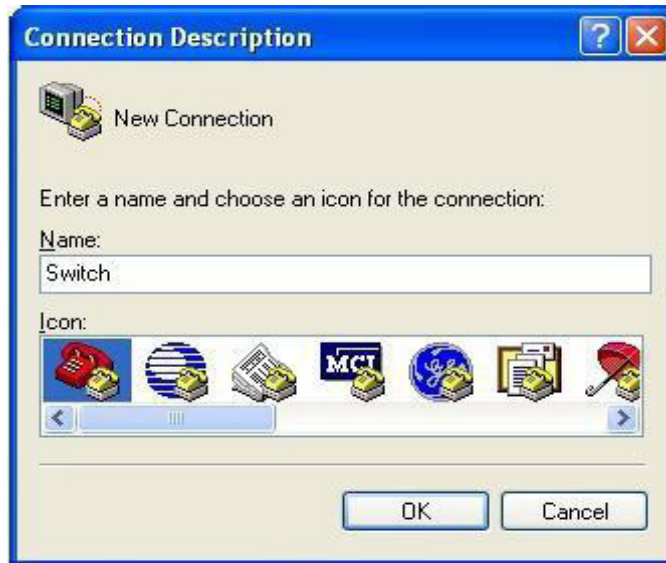 Connection Description
New Connection
Enter a name and choose an icon for the connection:
Name:
Switch
Icon:
MCI
OK
Cancel